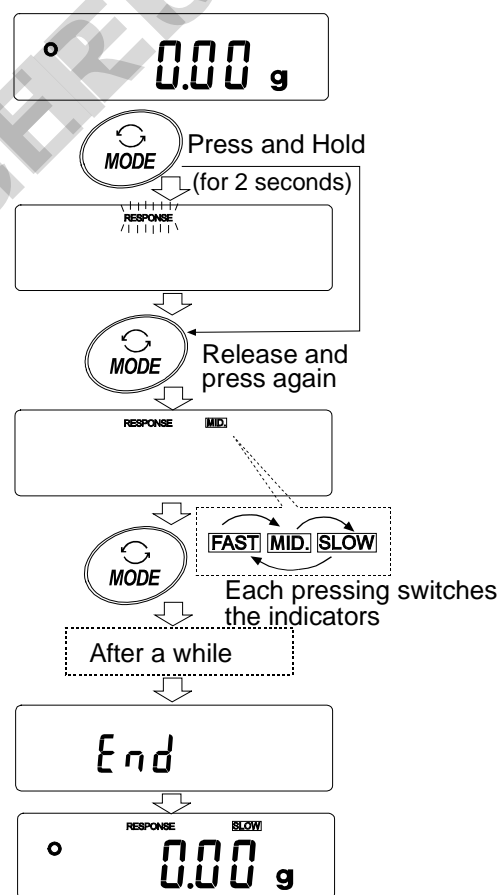 0.00 g
MODE
Press and Hold
(for 2 seconds)
RESPONSE
MODE
Release and
press again
RESPONSE MID.
FAST MID. SLOW
MODE
Each pressing switches
the indicators
After a while
End
RESPONSE SLOW
0.00 g